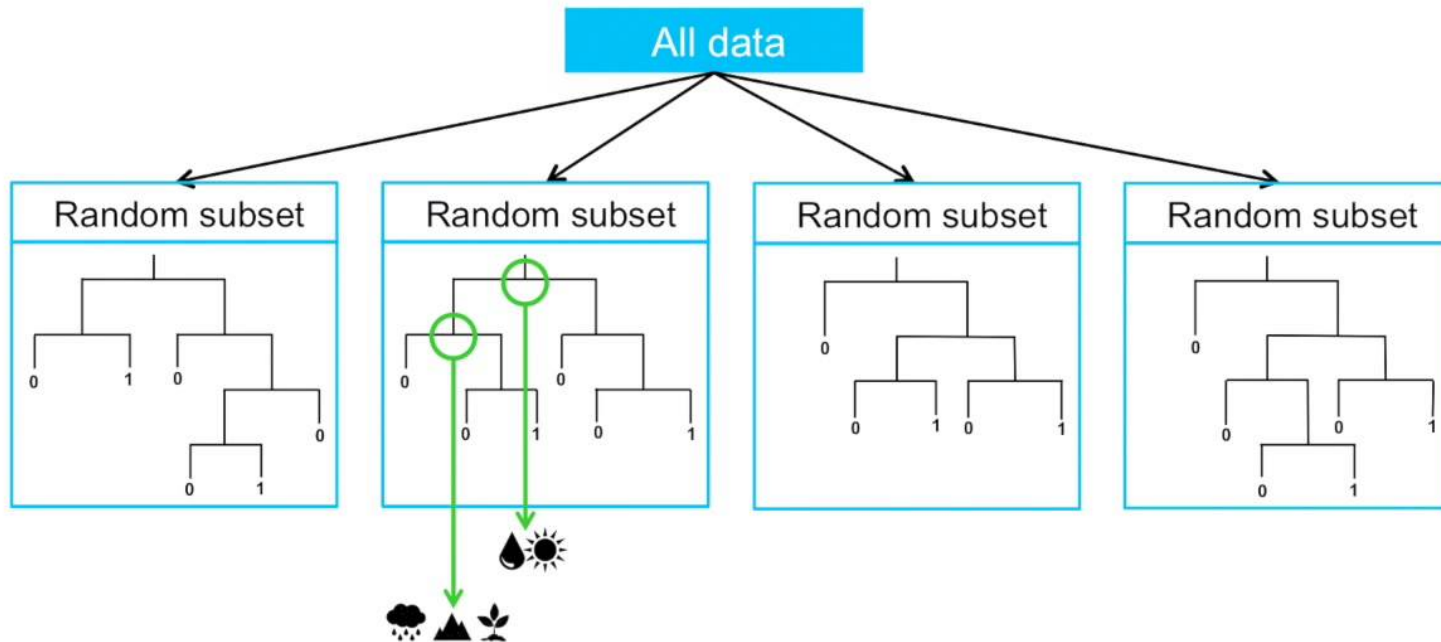 All data
Random subset Random subset Random subset Random subset
0 1 0 0 0 1
0 0 1 0 0 1
0 0 1 0 1
0 0 0 1 0 1